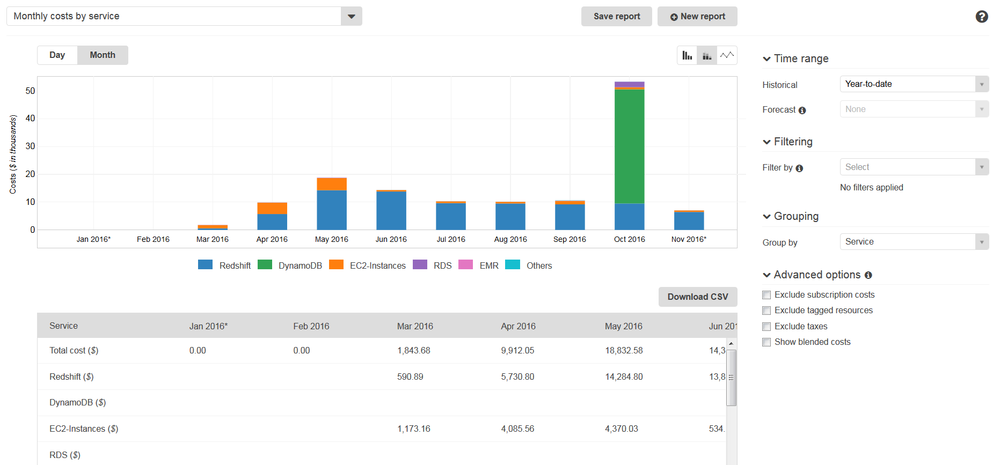 Monthly costs by service
Save report
New report
Day Month
Time range
Historical Year-to-date
Forecast None
Filtering
Filter by Select
No filters applied
Grouping
Group by Service
Advanced options
Exclude subscription costs
Exclude tagged resources
Exclude taxes
Show blended costs
Costs ($ in thousands)
50
40
30
20
10
0
Jan 2016* Feb 2016 Mar 2016 Apr 2016 May 2016 Jun 2016 Jul 2016 Aug 2016 Sep 2016 Oct 2016 Nov 2016*
Redshift DynamoDB EC2-Instances RDS EMR Others
Download CSV
Service Jan 2016* Feb 2016 Mar 2016 Apr 2016 May 2016 Jun 201
Total cost ($) 0.00 0.00 1,843.68 9,912.05 18,832.58 14,3
Redshift ($) 590.89 5,730.80 14,284.80 13,8
DynamoDB ($)
EC2-Instances ($) 1,173.16 4,085.56 4,370.03 534.
RDS ($)